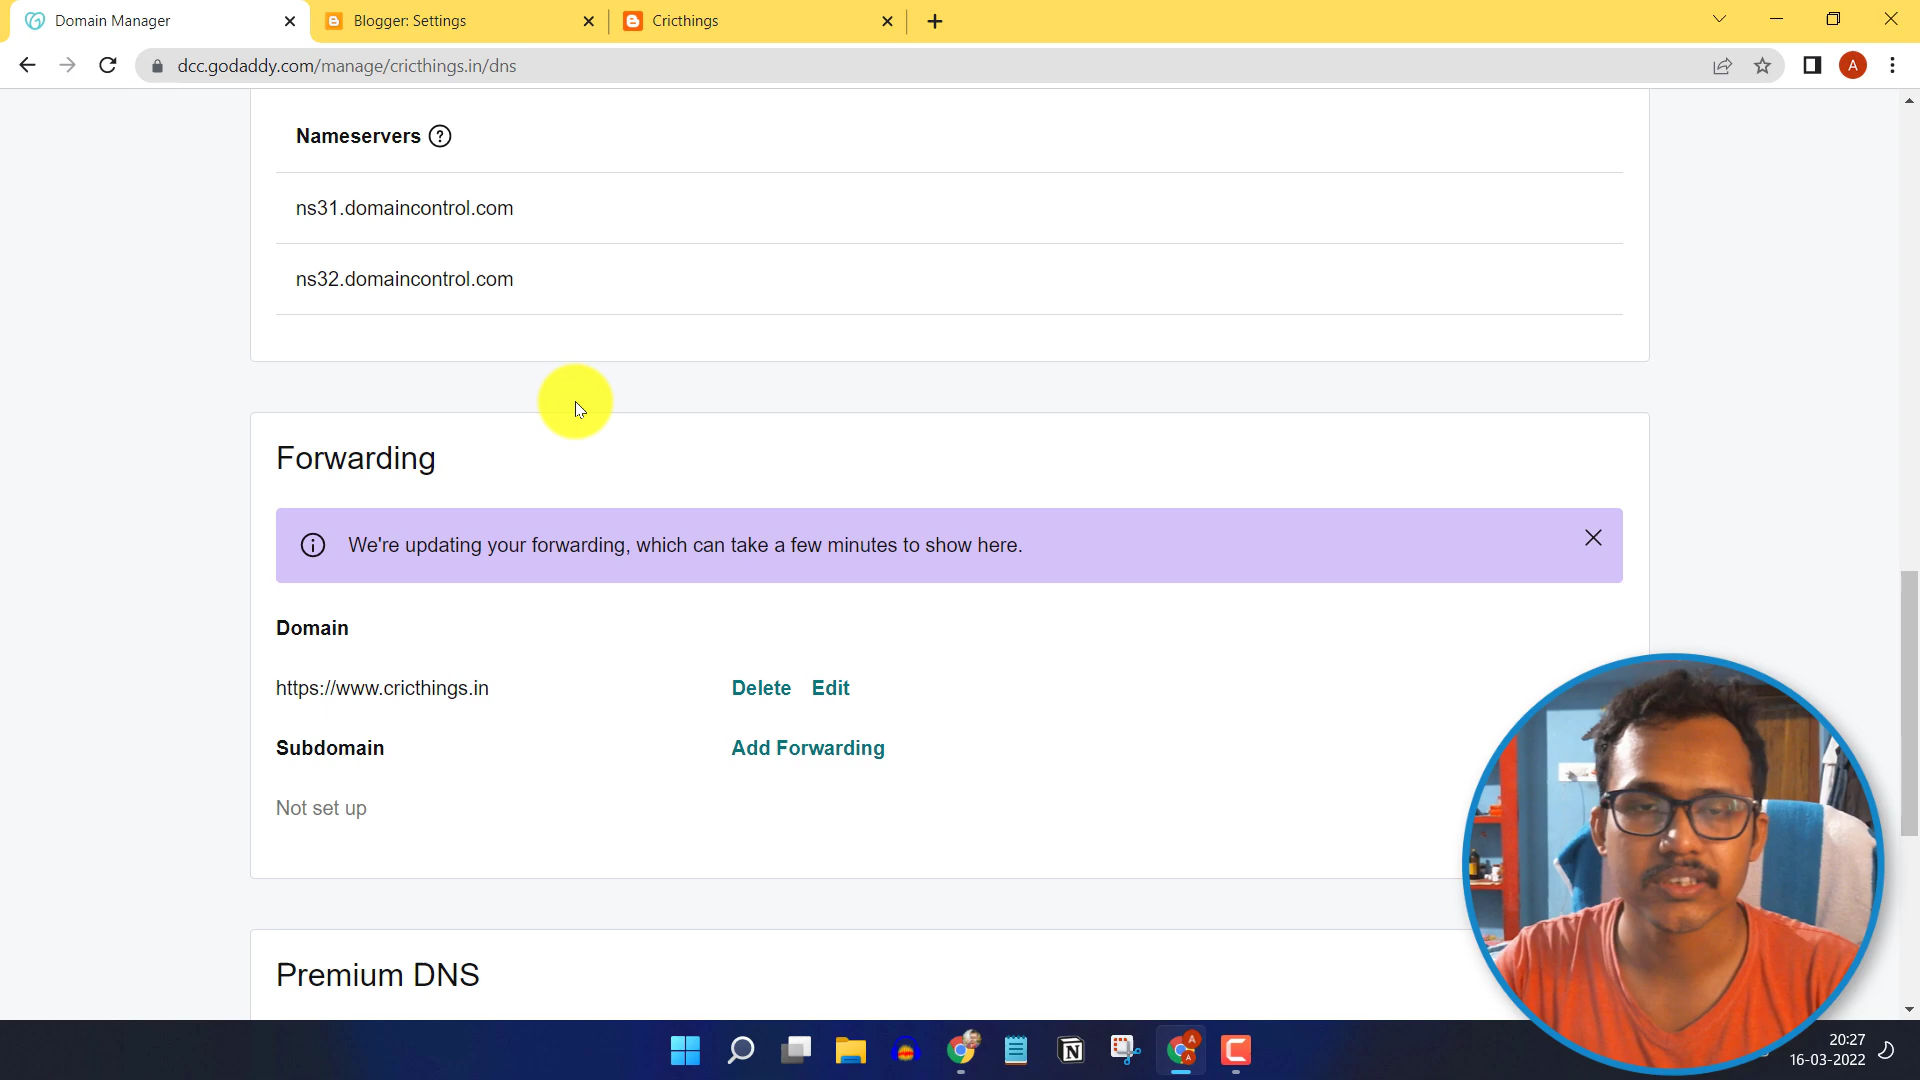 Domain Manager
Blogger: Settings
Cricthings
dcc.godaddy.com/manage/cricthings.in/dns
A
Nameservers ?
ns31.domaincontrol.com
ns32.domaincontrol.com
Forwarding
We're updating your forwarding, which can take a few minutes to show here.
Domain
https://www.cricthings.in
Delete Edit
Subdomain
Add Forwarding
Not set up
Premium DNS
20:27
16-03-2022